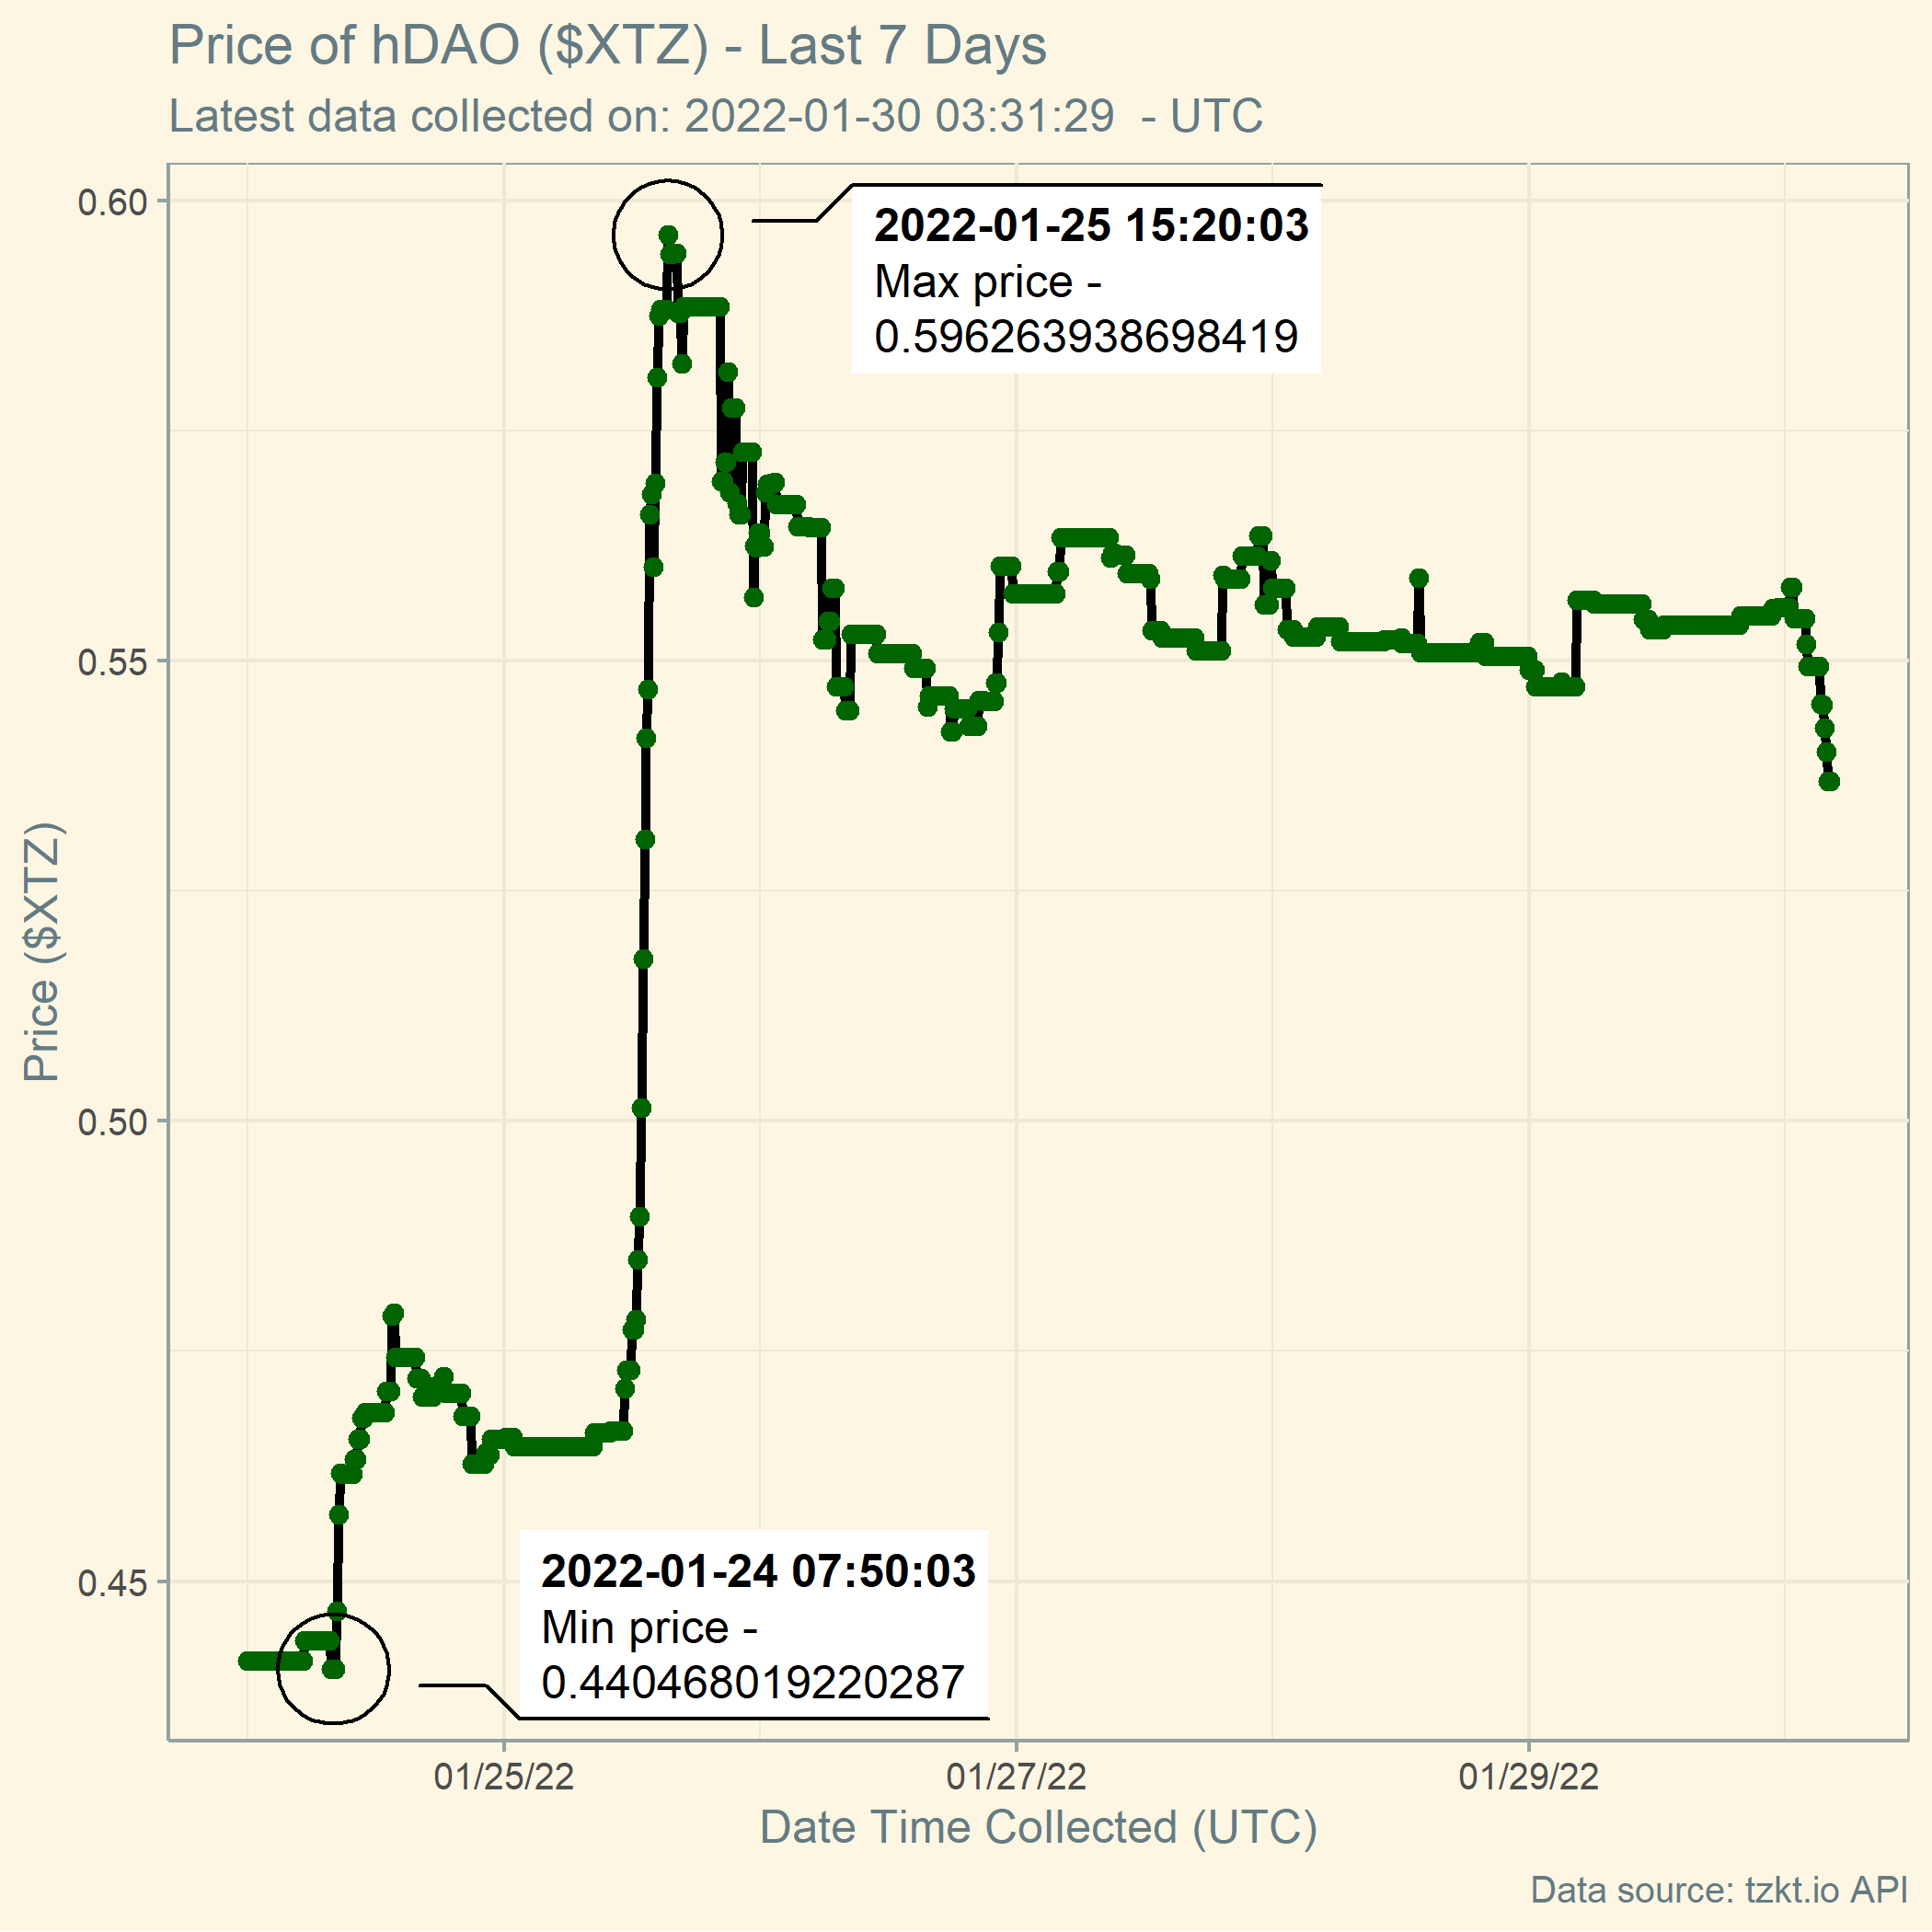 Price of hDAO ($XTZ) - Last 7 Days
Latest data collected on: 2022-01-30 03:31:29  - UTC
0.60
0.55
0.50
0.45
Price ($XTZ)
2022-01-25 15:20:03
Max price -
0.596263938698419
2022-01-24 07:50:03
Min price -
0.440468019220287
01/25/22
01/27/22
01/29/22
Date Time Collected (UTC)
Data source: tzkt.io API